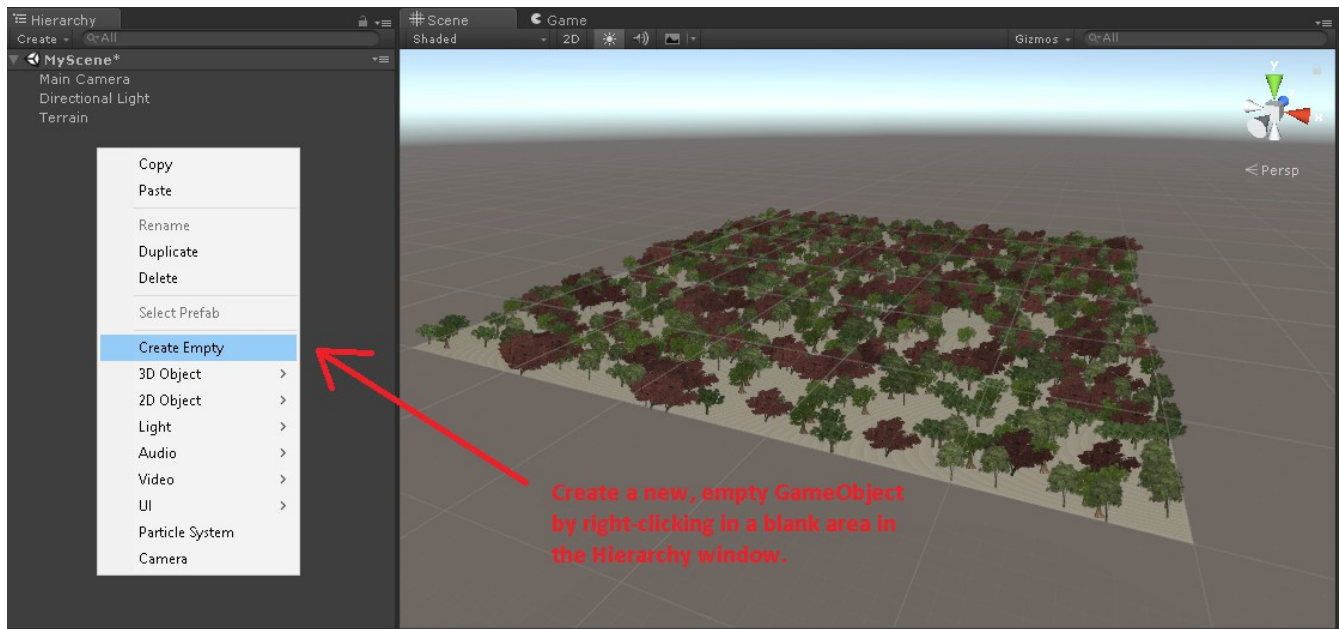 Hierarchy
Create
All
MyScene*
Main Camera
Directional Light
Terrain
Copy
Paste
Rename
Duplicate
Delete
Select Prefab
Create Empty
3D Object
2D Object
Light
Audio
Video
UI
Particle System
Camera
Scene
Game
Shaded
2D
Gizmos
All
y
x
Persp
Create a new, empty GameObject
by right-clicking in a blank area in
the Hierarchy window.